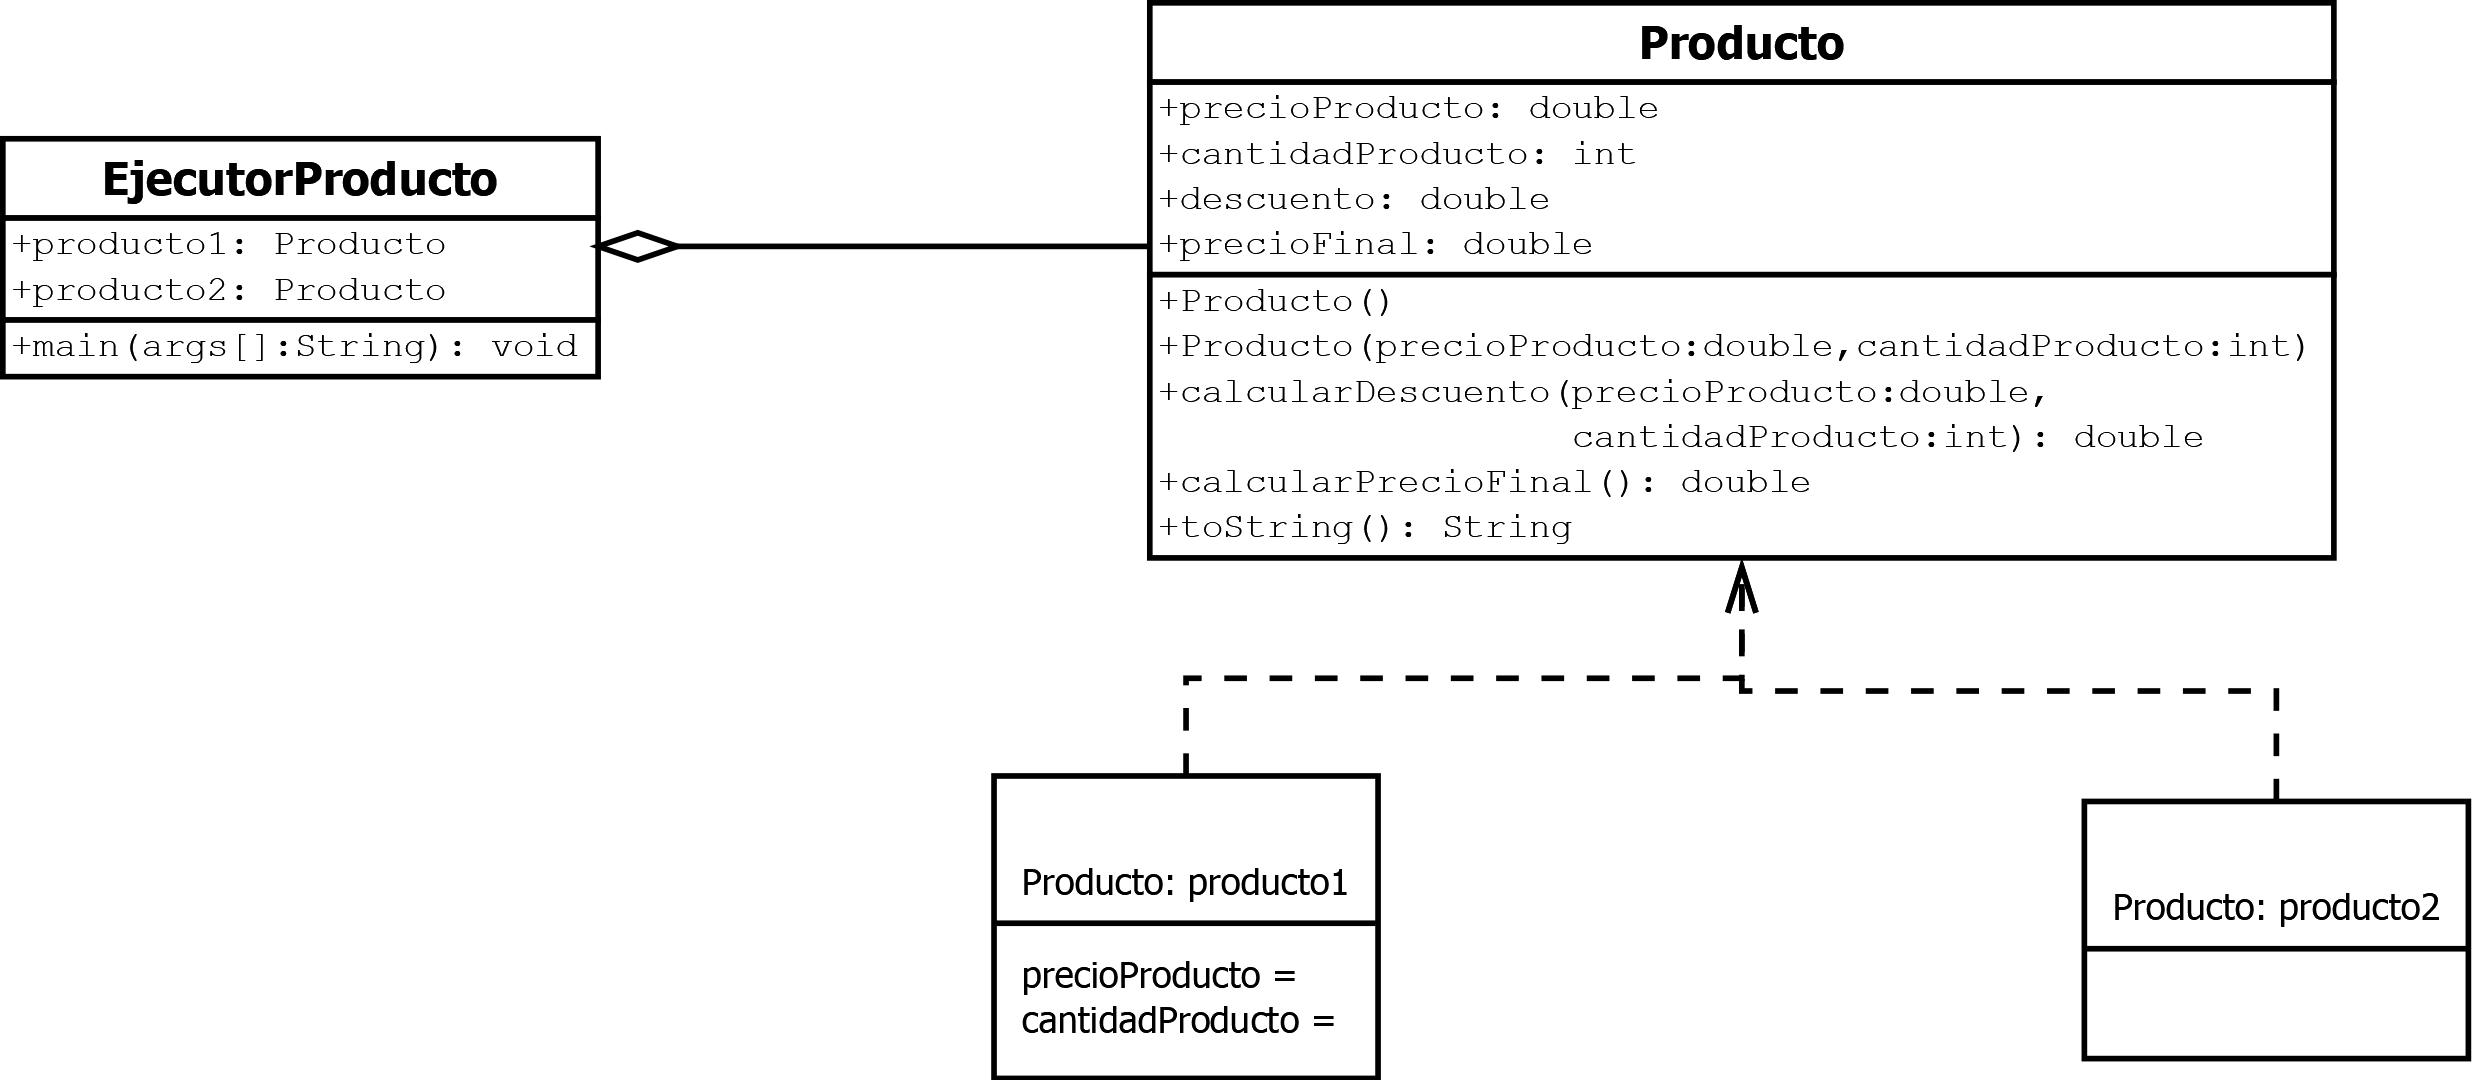 EjecutorProducto
+producto1: Producto
+producto2: Producto
+main(args[]:String): void
Producto
+precioProducto: double
+cantidadProducto: int
+descuento: double
+precioFinal: double
+Producto()
+Producto(precioProducto:double,cantidadProducto:int)
+calcularDescuento(precioProducto:double,
cantidadProducto:int): double
+calcularPrecioFinal(): double
+toString(): String
Producto: producto1
precioProducto =
cantidadProducto =
Producto: producto2